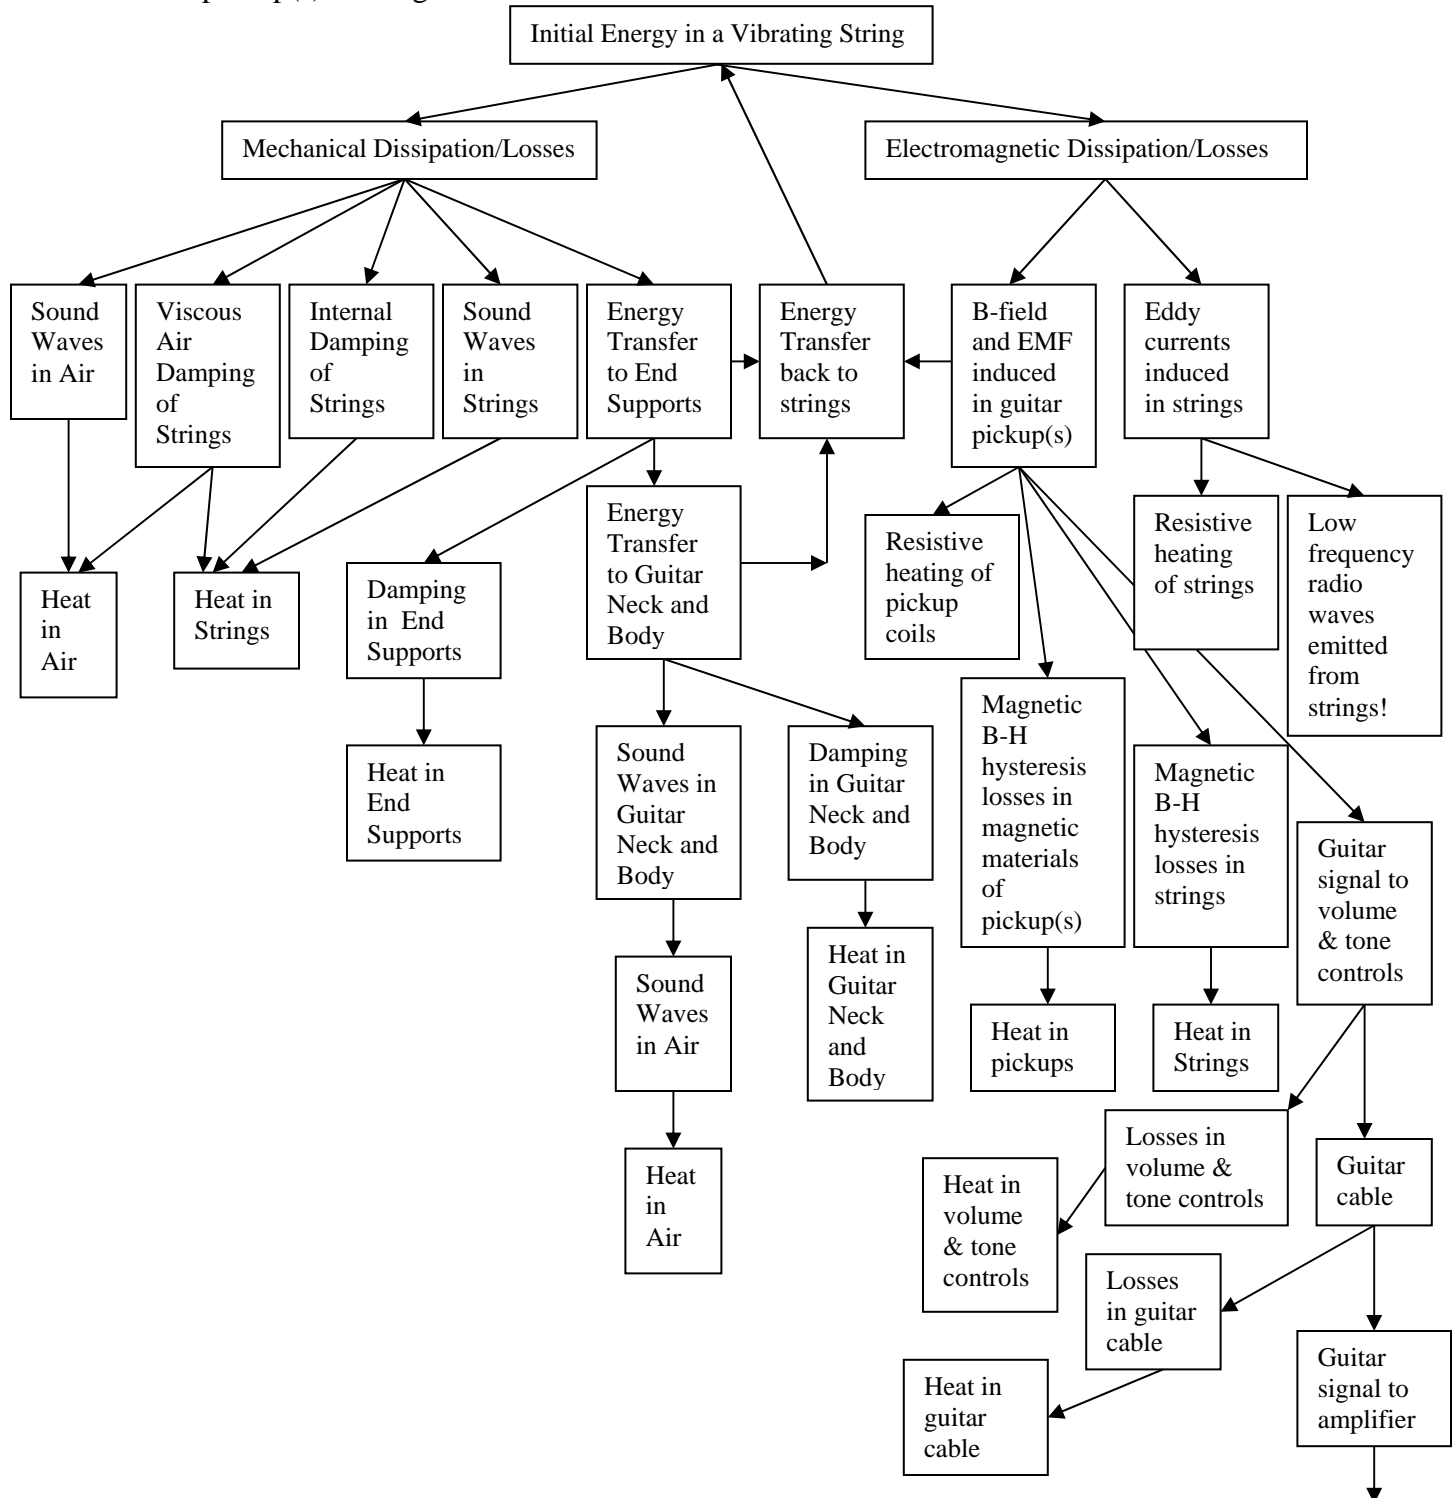 Initial Energy in a Vibrating String
Mechanical Dissipation/Losses
Electromagnetic Dissipation/Losses
Sound
Waves
in Air
Viscous
Air
Damping
of
Strings
Internal
Damping
of
Strings
Sound
Waves
in
Strings
Energy
Transfer
to End
Supports
Energy
Transfer
back to
strings
B-field
and EMF
induced
in guitar
pickup(s)
Eddy
currents
induced
in strings
Heat
in
Air
Heat in
Strings
Damping
in End
Supports
Energy
Transfer
to Guitar
Neck and
Body
Resistive
heating of
pickup
coils
Resistive
heating
of strings
Low
frequency
radio
waves
emitted
from
strings!
Heat in
End
Supports
Sound
Waves in
Guitar
Neck and
Body
Damping
in Guitar
Neck and
Body
Magnetic
B-H
hysteresis
losses in
magnetic
materials
of
pickup(s)
Magnetic
B-H
hysteresis
losses in
strings
Guitar
signal to
volume
& tone
controls
Sound
Waves
in Air
Heat in
Guitar
Neck
and
Body
Heat in
pickups
Heat in
Strings
Heat
in
Air
Heat in
volume
& tone
controls
Losses in
volume &
tone controls
Guitar
cable
Losses
in guitar
cable
Heat in
guitar
cable
Guitar
signal to
amplifier